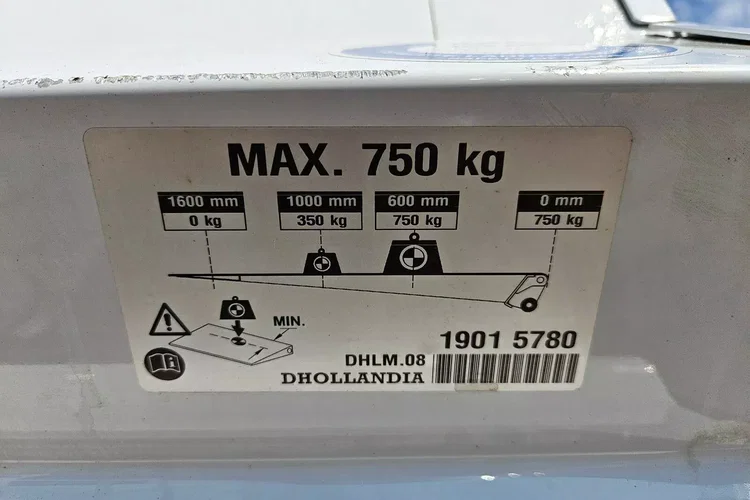 MAX. 750 kg
1600 mm
0 kg
1000 mm
350 kg
600 mm
750 kg
0 mm
750 kg
MIN.
DHLM.08
DHOLLANDIA
1901 5780